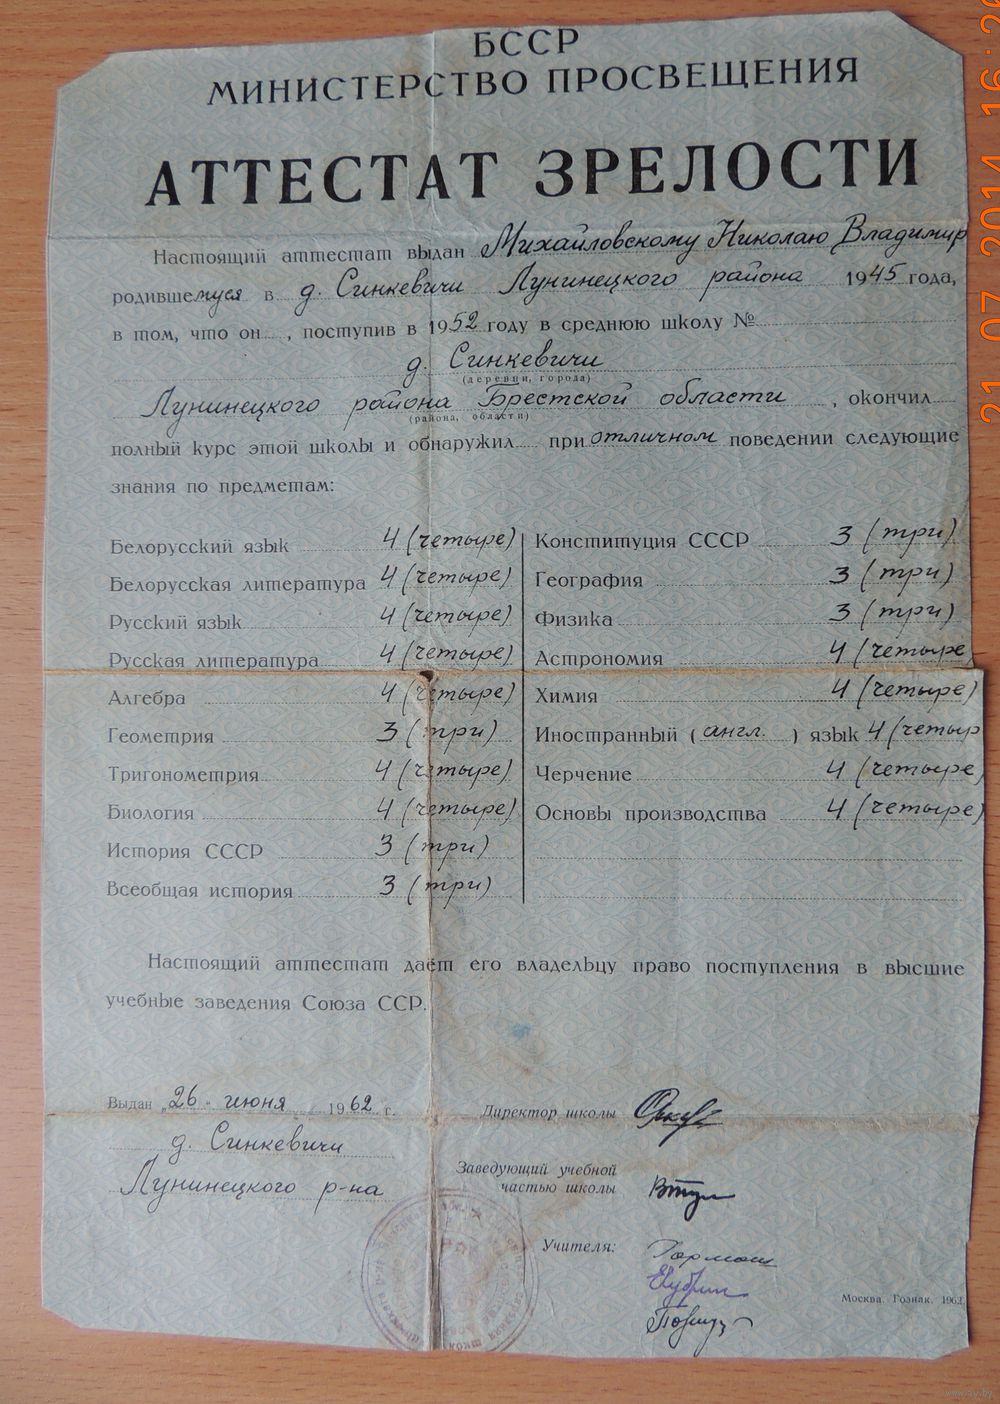 БССР
МИНИСТЕРСТВО ПРОСВЕЩЕНИЯ
АТТЕСТАТ ЗРЕЛОСТИ
Настоящий аттестат выдан Михайловскому Николаю Владимир
родившемуся в д. Синкевичи Лунинецкого района 1945 года,
в том, что он , поступив в 1952 году в среднюю школу №
д. Синкевичи
(деревни, города)
Лунинецкого района Брестской области , окончил
(района, области)
полный курс этой школы и обнаружил при отличном поведении следующие
знания по предметам:
Белорусский язык 4 (четыре)
Белорусская литература 4 (четыре)
Русский язык 4 (четыре)
Русская литература 4 (четыре)
Алгебра 4 (четыре)
Геометрия 3 (три)
Тригонометрия 4 (четыре)
Биология 4 (четыре)
История СССР 3 (три)
Всеобщая история 3 (три)
Конституция СССР 3 (три)
География 3 (три)
Физика 3 (три)
Астрономия 4 (четыре
Химия 4 (четыре)
Иностранный (англ. ) язык 4 (четыр
Черчение 4 (четыре)
Основы производства 4 (четыре)
Настоящий аттестат даёт его владельцу право поступления в высшие
учебные заведения Союза ССР.
Выдан „26" июня 1962 г.
д. Синкевичи
Лунинецкого р-на
Директор школы
Заведующий учебной
частью школы
Учителя:
Москва. Гознак. 1962.
21 07 2014 16:26